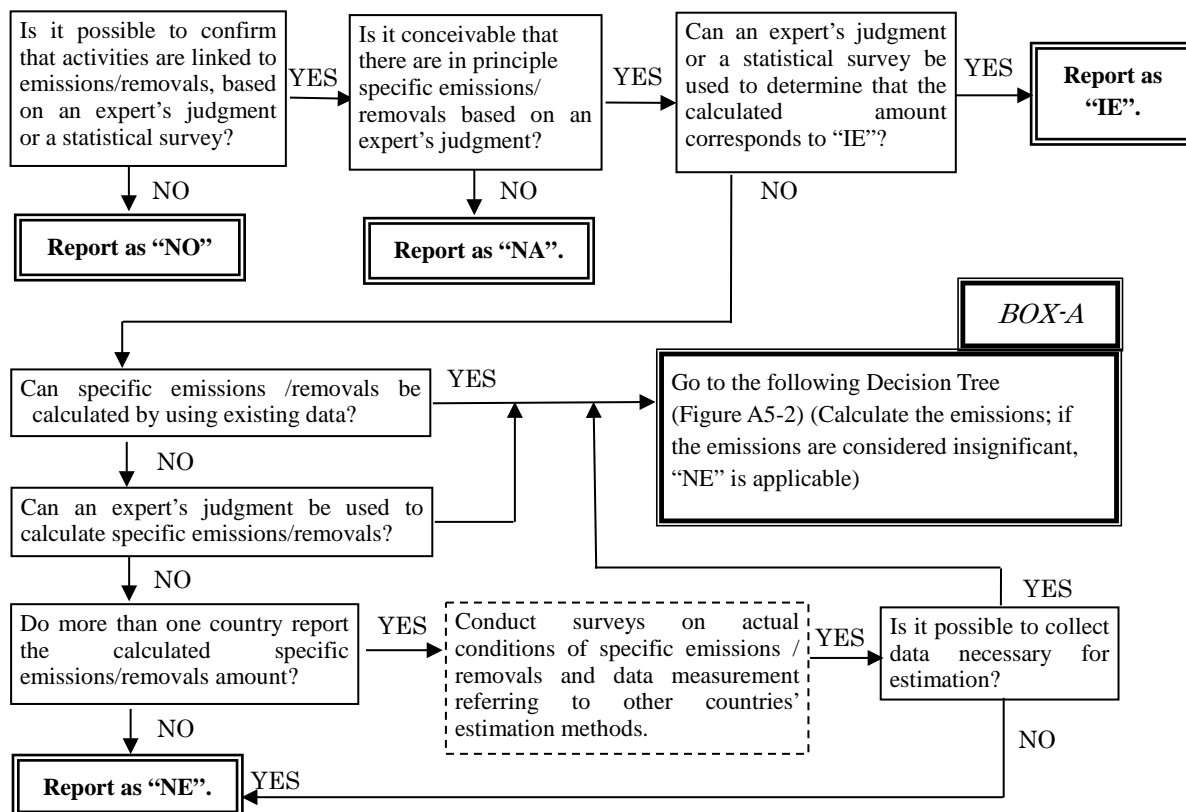 Is it possible to confirm
that activities are linked to
emissions/removals, based
on an expert’s judgment
or a statistical survey?
YES
Is it conceivable that
there are in principle
specific emissions/
removals based on an
expert’s judgment?
YES
Can an expert’s judgment
or a statistical survey be
used to determine that the
calculated amount
corresponds to “IE”?
YES
Report as
“IE”.
NO
NO
NO
Report as “NO”
Report as “NA”.
BOX-A
Can specific emissions /removals be
calculated by using existing data?
YES
Go to the following Decision Tree
(Figure A5-2) (Calculate the emissions; if
the emissions are considered insignificant,
“NE” is applicable)
NO
Can an expert’s judgment be used to
calculate specific emissions/removals?
NO
YES
Do more than one country report
the calculated specific
emissions/removals amount?
YES
Conduct surveys on actual
conditions of specific emissions /
removals and data measurement
referring to other countries’
estimation methods.
YES
Is it possible to collect
data necessary for
estimation?
NO
NO
Report as “NE”.
YES